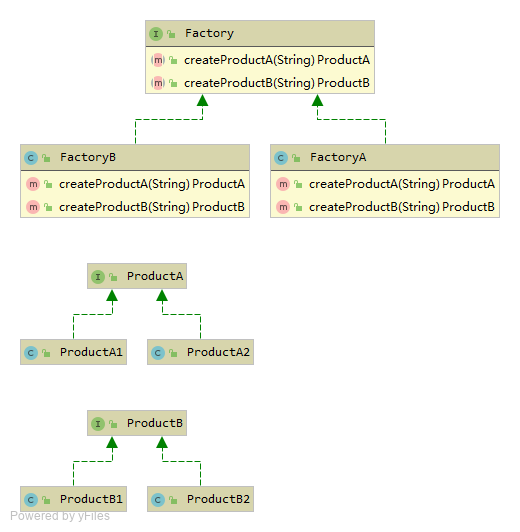 I Factory
m createProductA(String) ProductA
m createProductB(String) ProductB
C FactoryB
m createProductA(String) ProductA
m createProductB(String) ProductB
C FactoryA
m createProductA(String) ProductA
m createProductB(String) ProductB
I ProductA
C ProductA1
C ProductA2
I ProductB
C ProductB1
C ProductB2
Powered by yFiles